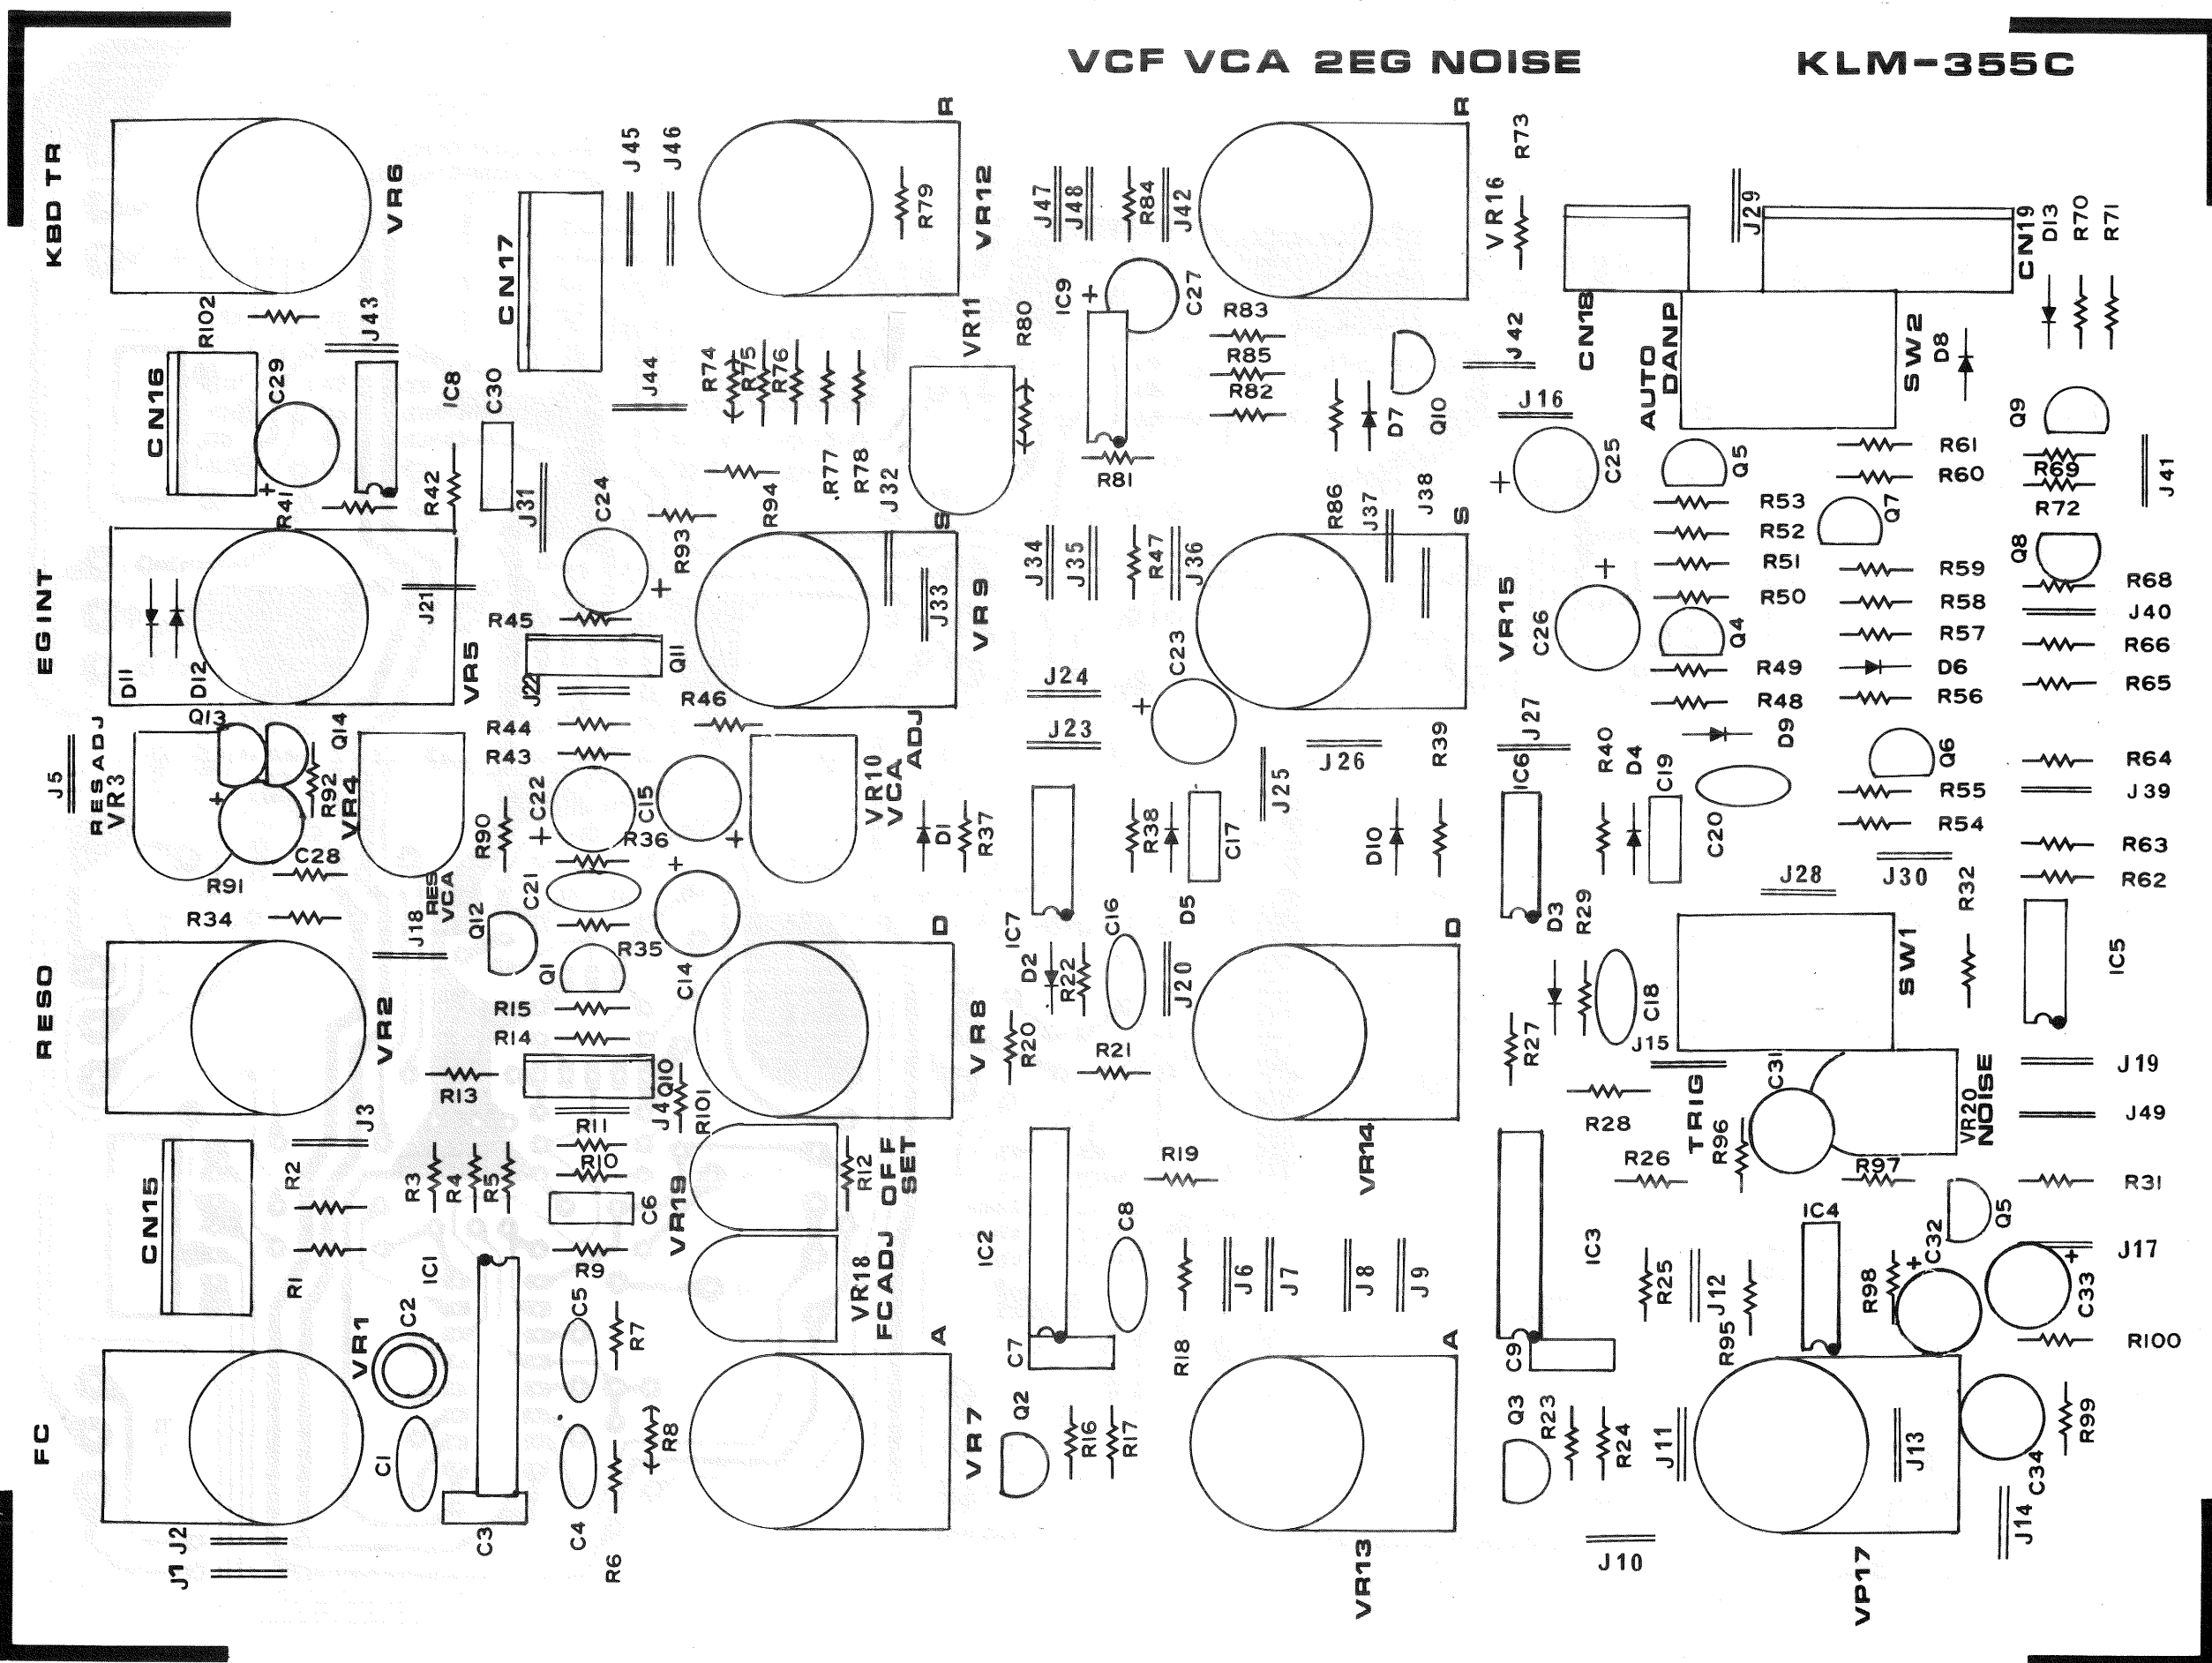 VCF VCA 2EG NOISE
KLM-355C
KBD TR
VR6
J45
J46
R
R79
VR12
J47
J48
R84
J42
R
VR16
R73
J29
CN19
D13
R70
R71
CN17
R102
J43
CN16
C29
IC8
C30
J44
R74
R75
R76
VR11
R80
IC9
+
C27
R83
R85
R82
D7
Q10
J42
J16
CN18
AUTO
DANP
SW2
D8
Q9
+
R41
R42
J31
C24
R94
R77
R78
J32
R81
R86
J37
J38
+
C25
Q5
R61
R60
R69
R72
J41
R53
R52
R51
R50
Q7
Q8
EGINT
D11
D12
J21
VR5
R45
+
R93
Q11
J22
S
J33
VR9
J34
J35
R47
J36
S
VR15
+
C26
Q4
R49
R48
R59
R58
R57
D6
R56
R68
J40
R66
R65
J24
J23
+
C23
J25
J26
R39
J27
R46
R44
R43
Q13
Q14
J5
RES ADJ
VR3
+
R92
VR4
C28
R91
R34
R90
+
C22
C15
+
R36
VR10
VCA
ADJ
D1
R37
R38
C17
D10
IC6
R40
D4
C19
D9
C20
Q6
R55
R54
J28
J30
R64
J39
R63
R62
RES
VCA
J18
Q12
C21
+
Q1
R35
C14
D
IC7
C16
D5
D2
R22
J20
R20
R21
D
D3
R29
R27
C18
J15
R28
SW1
R32
IC5
RESO
VR2
R15
R14
R13
Q10
J4
R101
VR8
J3
R11
R10
R2
R3
R4
R5
C6
R12
VR19
OFF
SET
CN15
R1
IC1
R9
VR18
FC ADJ
R19
VR14
IC2
C8
J6
J7
J8
J9
IC3
R26
TRIG
R96
C31
VR20
NOISE
R97
J19
J49
R31
Q5
IC4
R25
J12
R95
R98
+
C32
+
C33
J17
R100
FC
VR1
C2
C1
C5
R7
R8
C3
C4
R6
A
VR7
C7
Q2
R16
R17
R18
A
VR13
C9
Q3
R23
R24
J11
J10
J13
VP17
C34
R99
J14
J1
J2